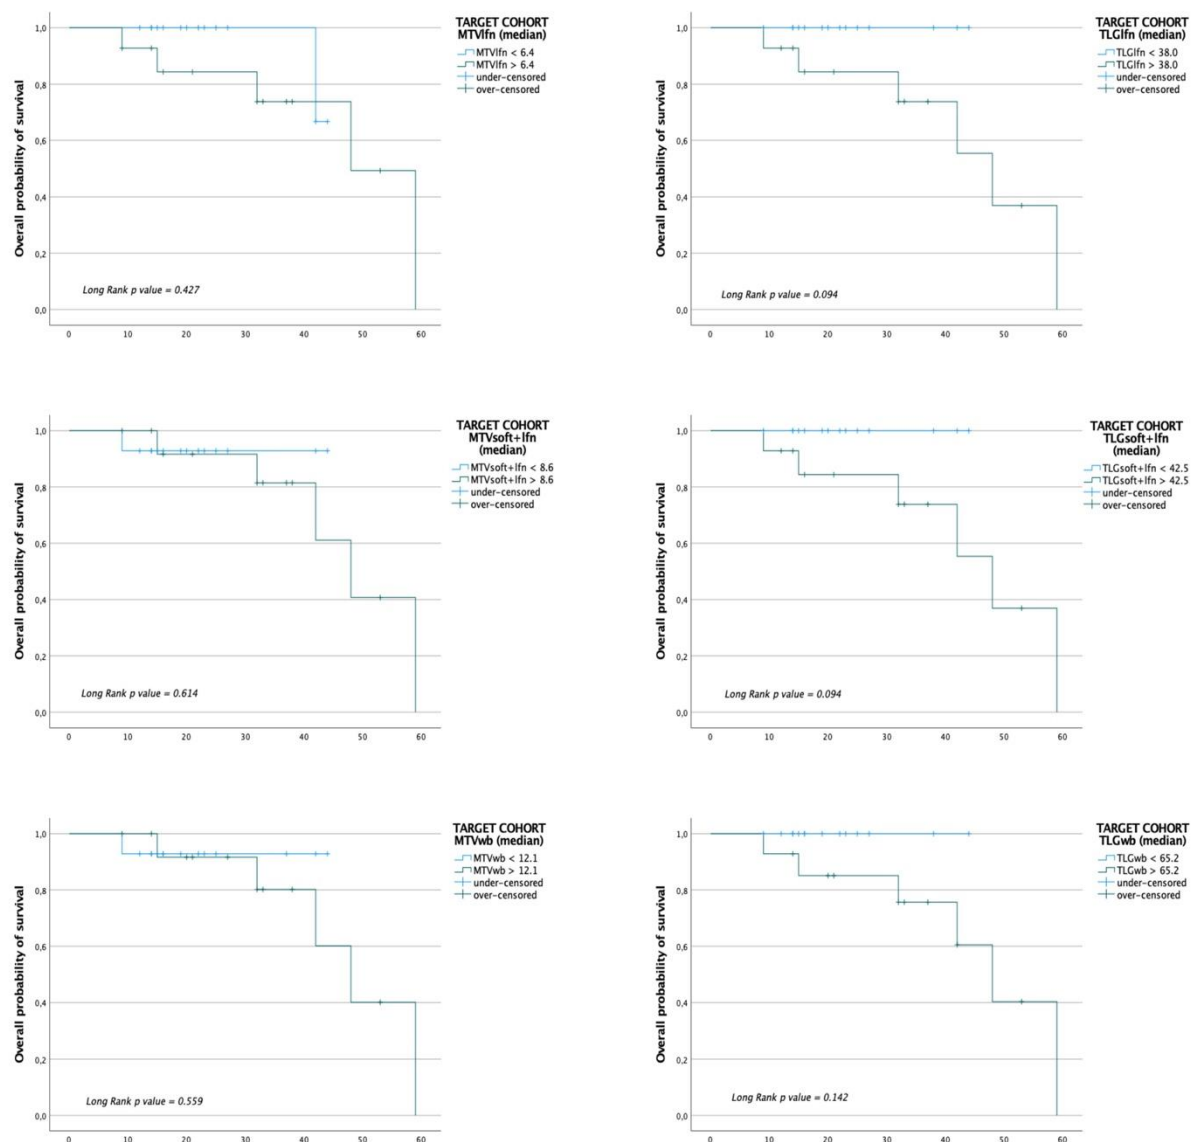 TARGET COHORT
MTVlfn (median)
MTVlfn < 6.4
MTVlfn > 6.4
under-censored
over-censored
Overall probability of survival
1,0
0,8
0,6
0,4
0,2
0,0
Long Rank p value = 0.427
0 10 20 30 40 50 60
TARGET COHORT
TLGlfn (median)
TLGlfn < 38.0
TLGlfn > 38.0
under-censored
over-censored
Overall probability of survival
1,0
0,8
0,6
0,4
0,2
0,0
Long Rank p value = 0.094
0 10 20 30 40 50 60
TARGET COHORT
MTVsoft+lfn
(median)
MTVsoft+lfn < 8.6
MTVsoft+lfn > 8.6
under-censored
over-censored
Overall probability of survival
1,0
0,8
0,6
0,4
0,2
0,0
Long Rank p value = 0.614
0 10 20 30 40 50 60
TARGET COHORT
TLGsoft+lfn
(median)
TLGsoft+lfn < 42.5
TLGsoft+lfn > 42.5
under-censored
over-censored
Overall probability of survival
1,0
0,8
0,6
0,4
0,2
0,0
Long Rank p value = 0.094
0 10 20 30 40 50 60
TARGET COHORT
MTVwb (median)
MTVwb < 12.1
MTVwb > 12.1
under-censored
over-censored
Overall probability of survival
1,0
0,8
0,6
0,4
0,2
0,0
Long Rank p value = 0.559
0 10 20 30 40 50 60
TARGET COHORT
TLGwb (median)
TLGwb < 65.2
TLGwb > 65.2
under-censored
over-censored
Overall probability of survival
1,0
0,8
0,6
0,4
0,2
0,0
Long Rank p value = 0.142
0 10 20 30 40 50 60